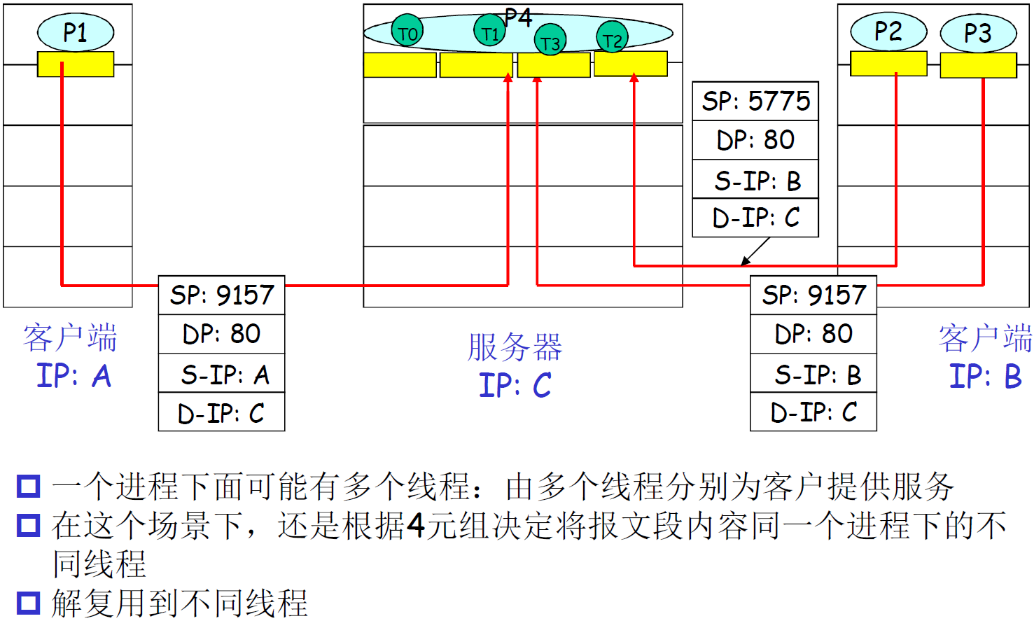 P1
P4
T0
T1
T3
T2
P2
P3
SP: 5775
DP: 80
S-IP: B
D-IP: C
SP: 9157
DP: 80
S-IP: A
D-IP: C
SP: 9157
DP: 80
S-IP: B
D-IP: C
客户端
IP: A
服务器
IP: C
客户端
IP: B
一个进程下面可能有多个线程：由多个线程分别为客户提供服务
在这个场景下，还是根据4元组决定将报文段内容同一个进程下的不
同线程
解复用到不同线程